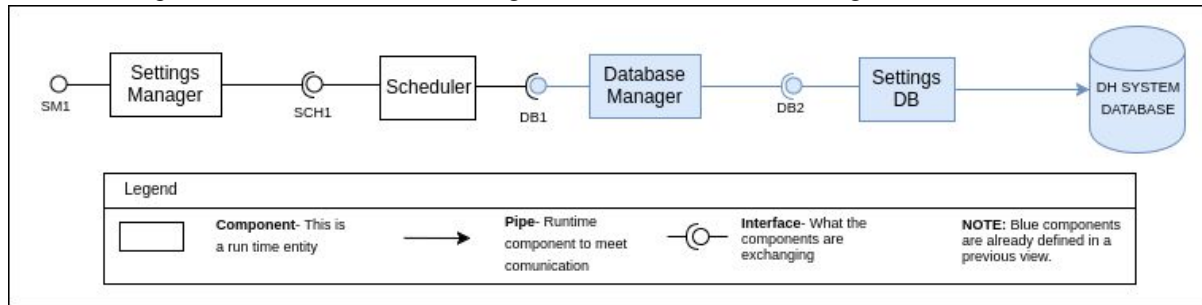 Settings
Manager
Scheduler
Database
Manager
Settings
DB
DH SYSTEM
DATABASE
SM1
SCH1
DB1
DB2
Legend
Component- This is
a run time entity
Pipe- Runtime
component to meet
comunication
Interface- What the
components are
exchanging
NOTE: Blue components
are already defined in a
previous view.